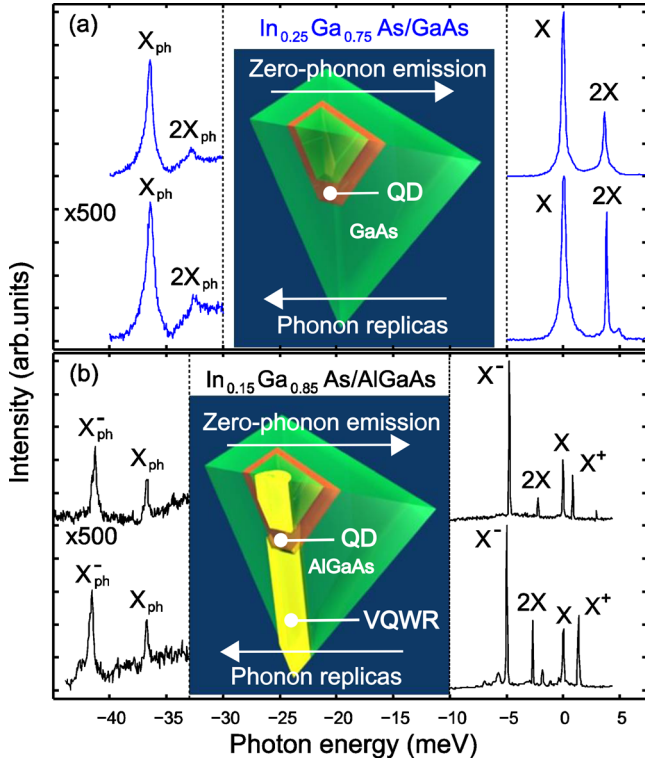 (a)
In0.25Ga0.75As/GaAs
Xph
2Xph
Zero-phonon emission
X
2X
QD
GaAs
x500
Xph
2Xph
Phonon replicas
X
2X
Intensity (arb.units)
(b)
In0.15Ga0.85 As/AlGaAs
X-ph
Xph
Zero-phonon emission
X-
2X
X
X+
QD
AlGaAs
x500
X-ph
Xph
VQWR
Phonon replicas
X-
2X
X
X+
−40 −35 −30 −25 −20 −15 −10 −5 0 5
Photon energy (meV)